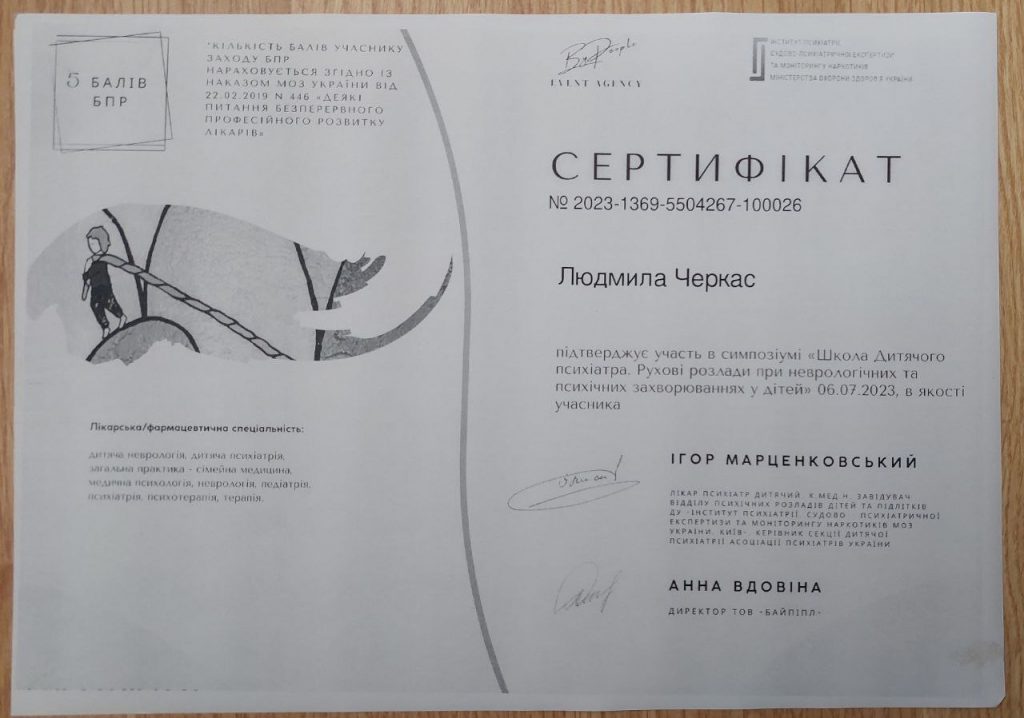 5 БАЛІВ
БПР
*КІЛЬКІСТЬ БАЛІВ УЧАСНИКУ
ЗАХОДУ БПР
НАРАХОВУЄТЬСЯ ЗГІДНО ІЗ
НАКАЗОМ МОЗ УКРАЇНИ ВІД
22.02.2019 N 446 «ДЕЯКІ
ПИТАННЯ БЕЗПЕРЕРВНОГО
ПРОФЕСІЙНОГО РОЗВИТКУ
ЛІКАРІВ»
Лікарська/фармацевтична спеціальність:
дитяча неврологія, дитяча психіатрія,
загальна практика - сімейна медицина,
медична психологія, неврологія, педіатрія,
психіатрія, психотерапія, терапія.
EVENT AGENCY
ІНСТИТУТ ПСИХІАТРІЇ,
СУДОВО-ПСИХІАТРИЧНОЇ ЕКСПЕРТИЗИ
ТА МОНІТОРИНГУ НАРКОТИКІВ
МІНІСТЕРСТВА ОХОРОНИ ЗДОРОВ'Я УКРАЇНИ
СЕРТИФІКАТ
№ 2023-1369-5504267-100026
Людмила Черкас
підтверджує участь в симпозіумі «Школа Дитячого
психіатра. Рухові розлади при неврологічних та
психічних захворюваннях у дітей» 06.07.2023, в якості
учасника
ІГОР МАРЦЕНКОВСЬКИЙ
ЛІКАР ПСИХІАТР ДИТЯЧИЙ, К.МЕД.Н, ЗАВІДУВАЧ
ВІДДІЛУ ПСИХІЧНИХ РОЗЛАДІВ ДІТЕЙ ТА ПІДЛІТКІВ
ДУ «ІНСТИТУТ ПСИХІАТРІЇ, СУДОВО - ПСИХІАТРИЧНОЇ
ЕКСПЕРТИЗИ ТА МОНІТОРИНГУ НАРКОТИКІВ МОЗ
УКРАЇНИ, КИЇВ», КЕРІВНИК СЕКЦІЇ ДИТЯЧОЇ
ПСИХІАТРІЇ АСОЦІАЦІЇ ПСИХІАТРІВ УКРАЇНИ
АННА ВДОВІНА
ДИРЕКТОР ТОВ «БАЙПІПЛ»